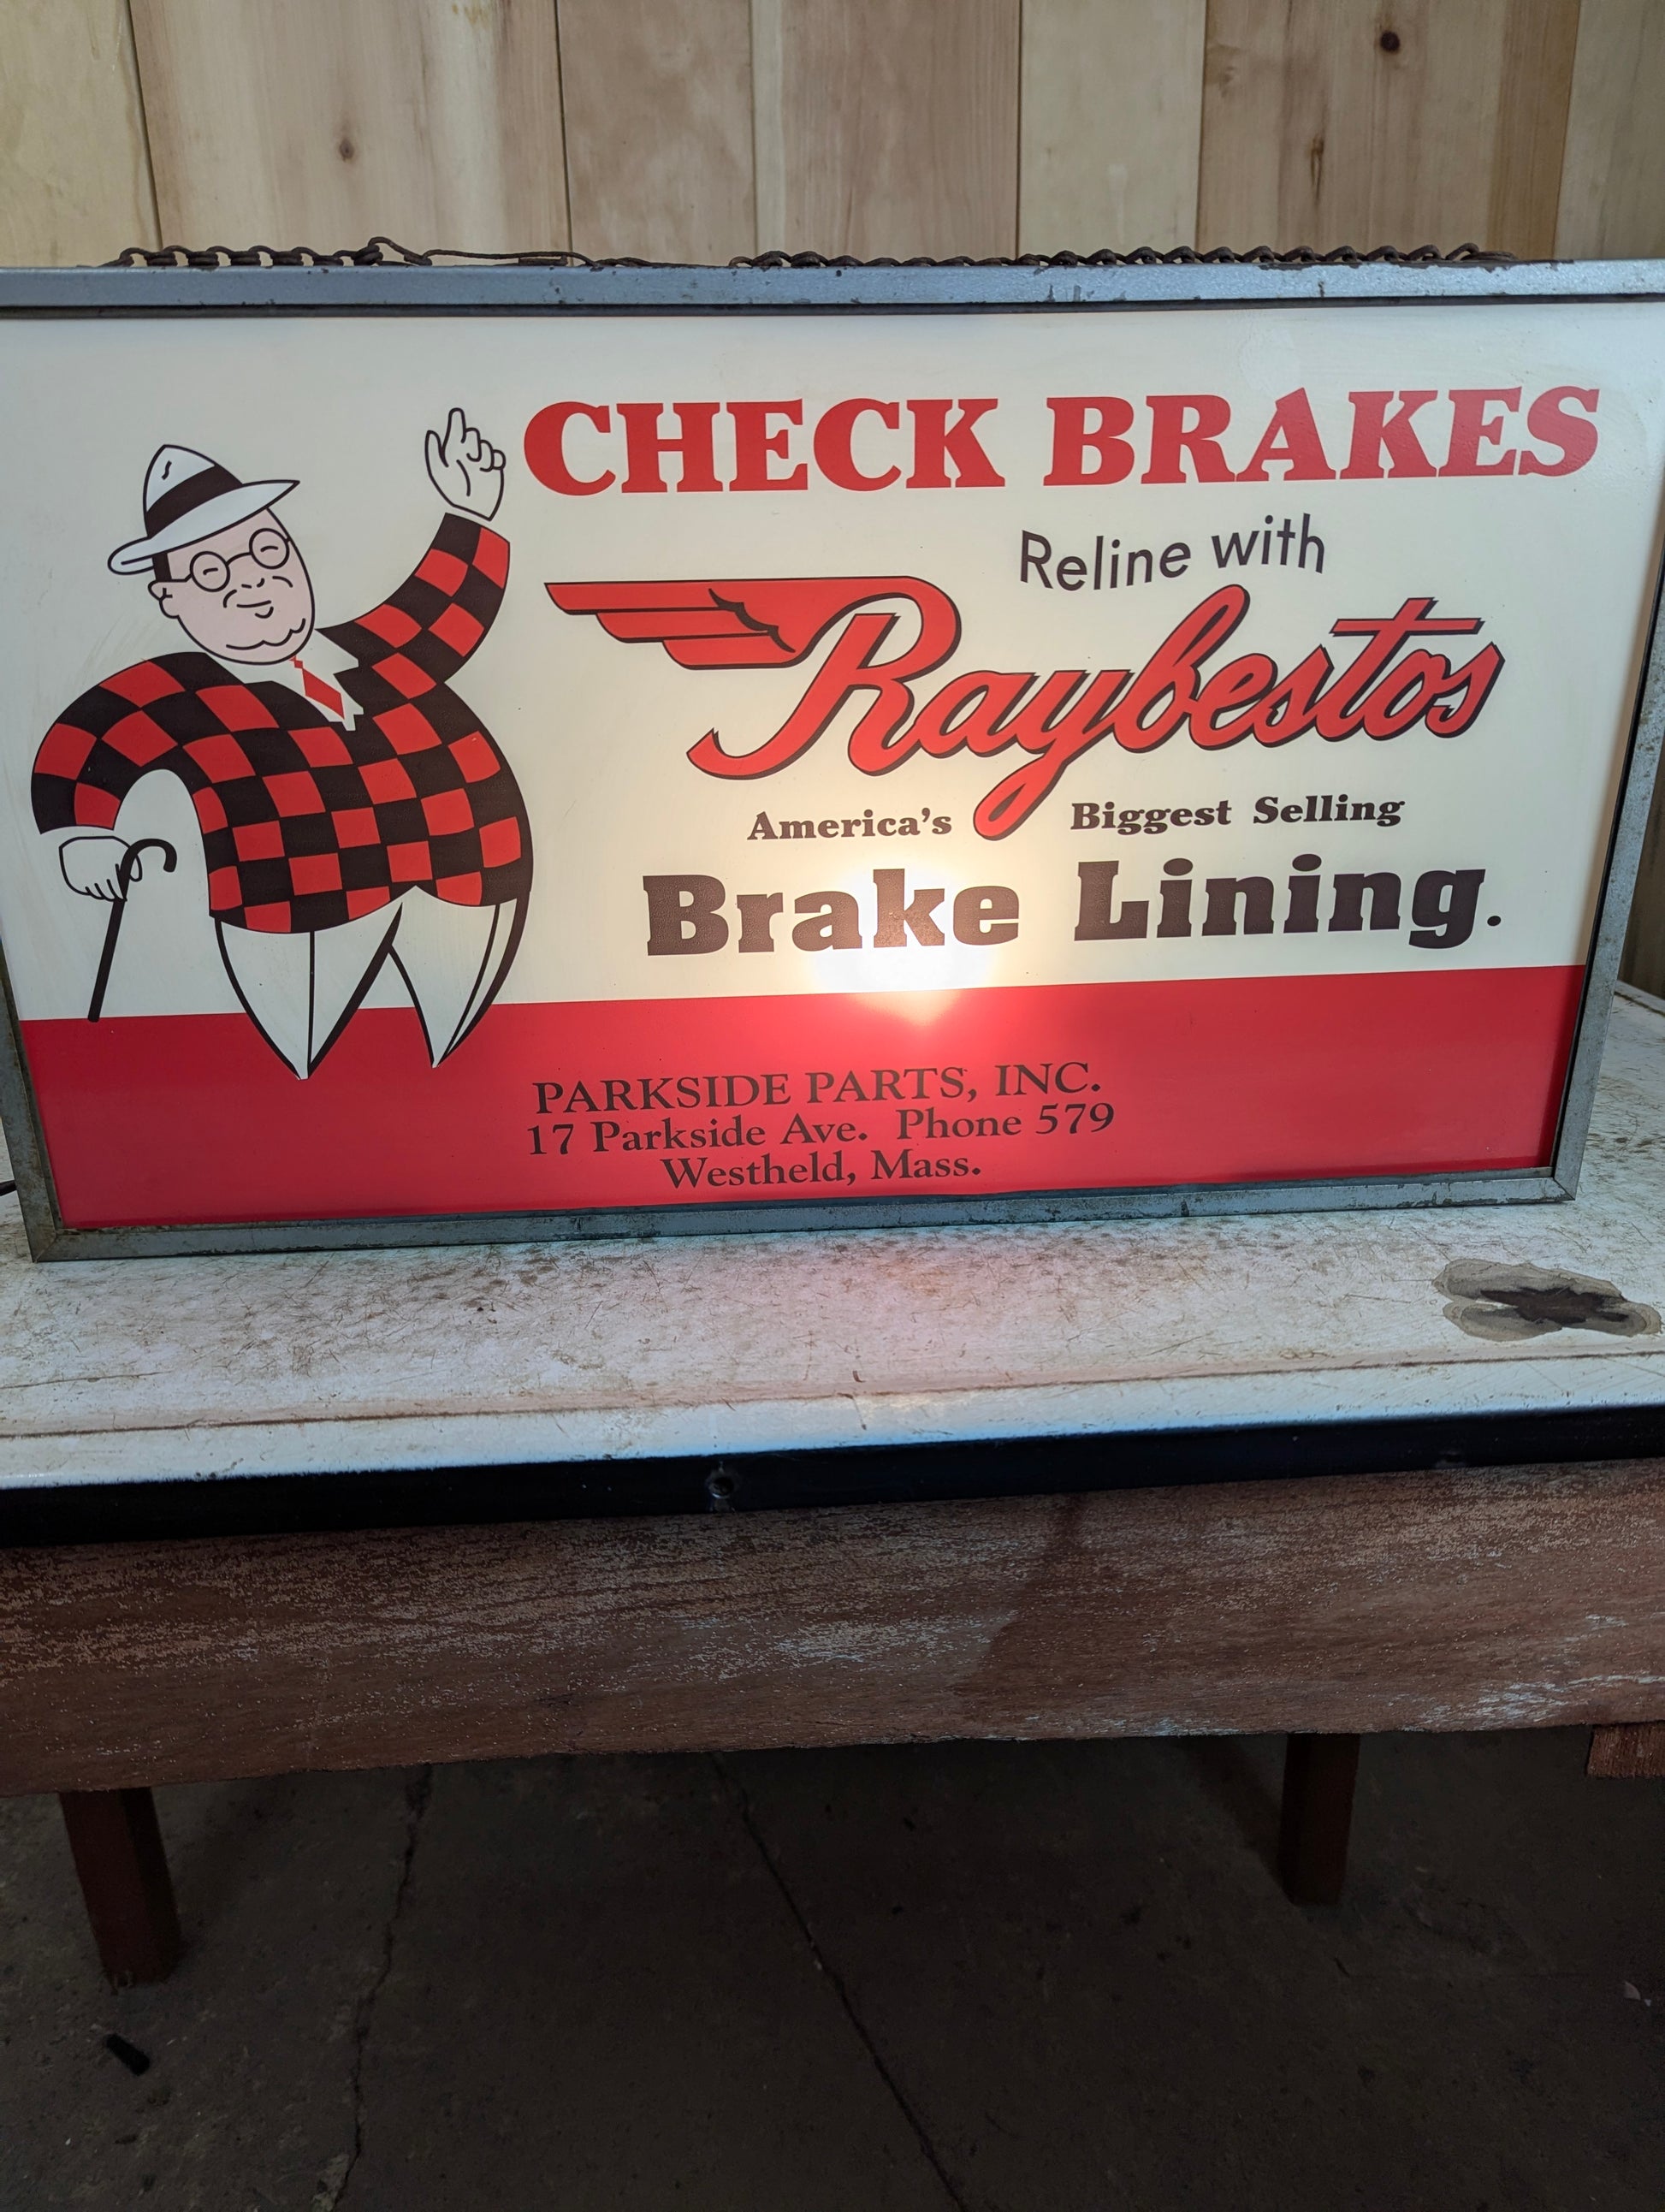 CHECK BRAKES
Reline with
Raybestos
America's Biggest Selling
Brake Lining.
PARKSIDE PARTS, INC.
17 Parkside Ave. Phone 579
Westheld, Mass.